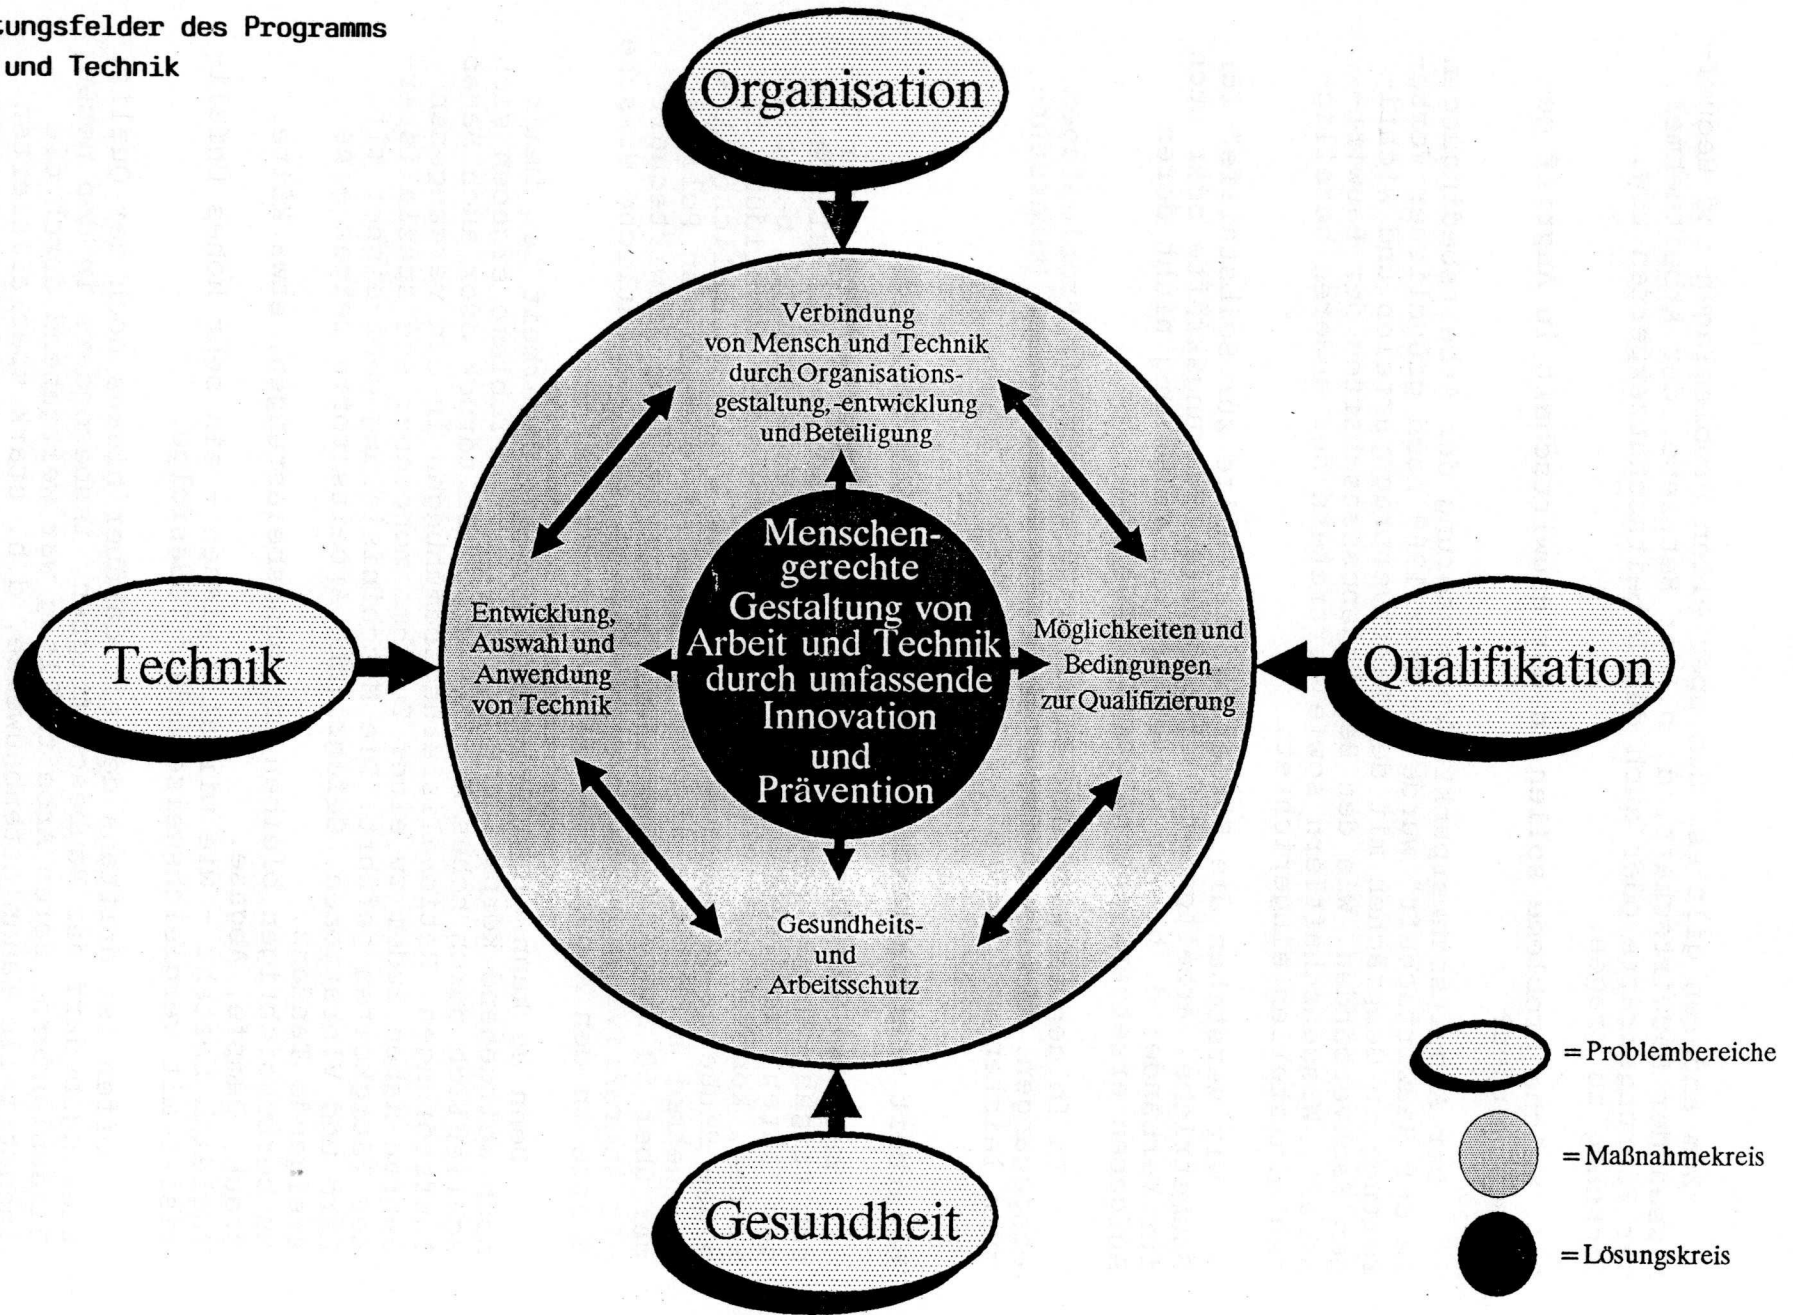 tungsfelder des Programms
und Technik
Organisation
Verbindung
von Mensch und Technik
durch Organisations-
gestaltung, -entwicklung
und Beteiligung
Technik
Entwicklung,
Auswahl und
Anwendung
von Technik
Menschen-
gerechte
Gestaltung von
Arbeit und Technik
durch umfassende
Innovation
und
Prävention
Möglichkeiten und
Bedingungen
zur Qualifizierung
Qualifikation
Gesundheits-
und
Arbeitsschutz
Gesundheit
= Problembereiche
= Maßnahmekreis
= Lösungskreis